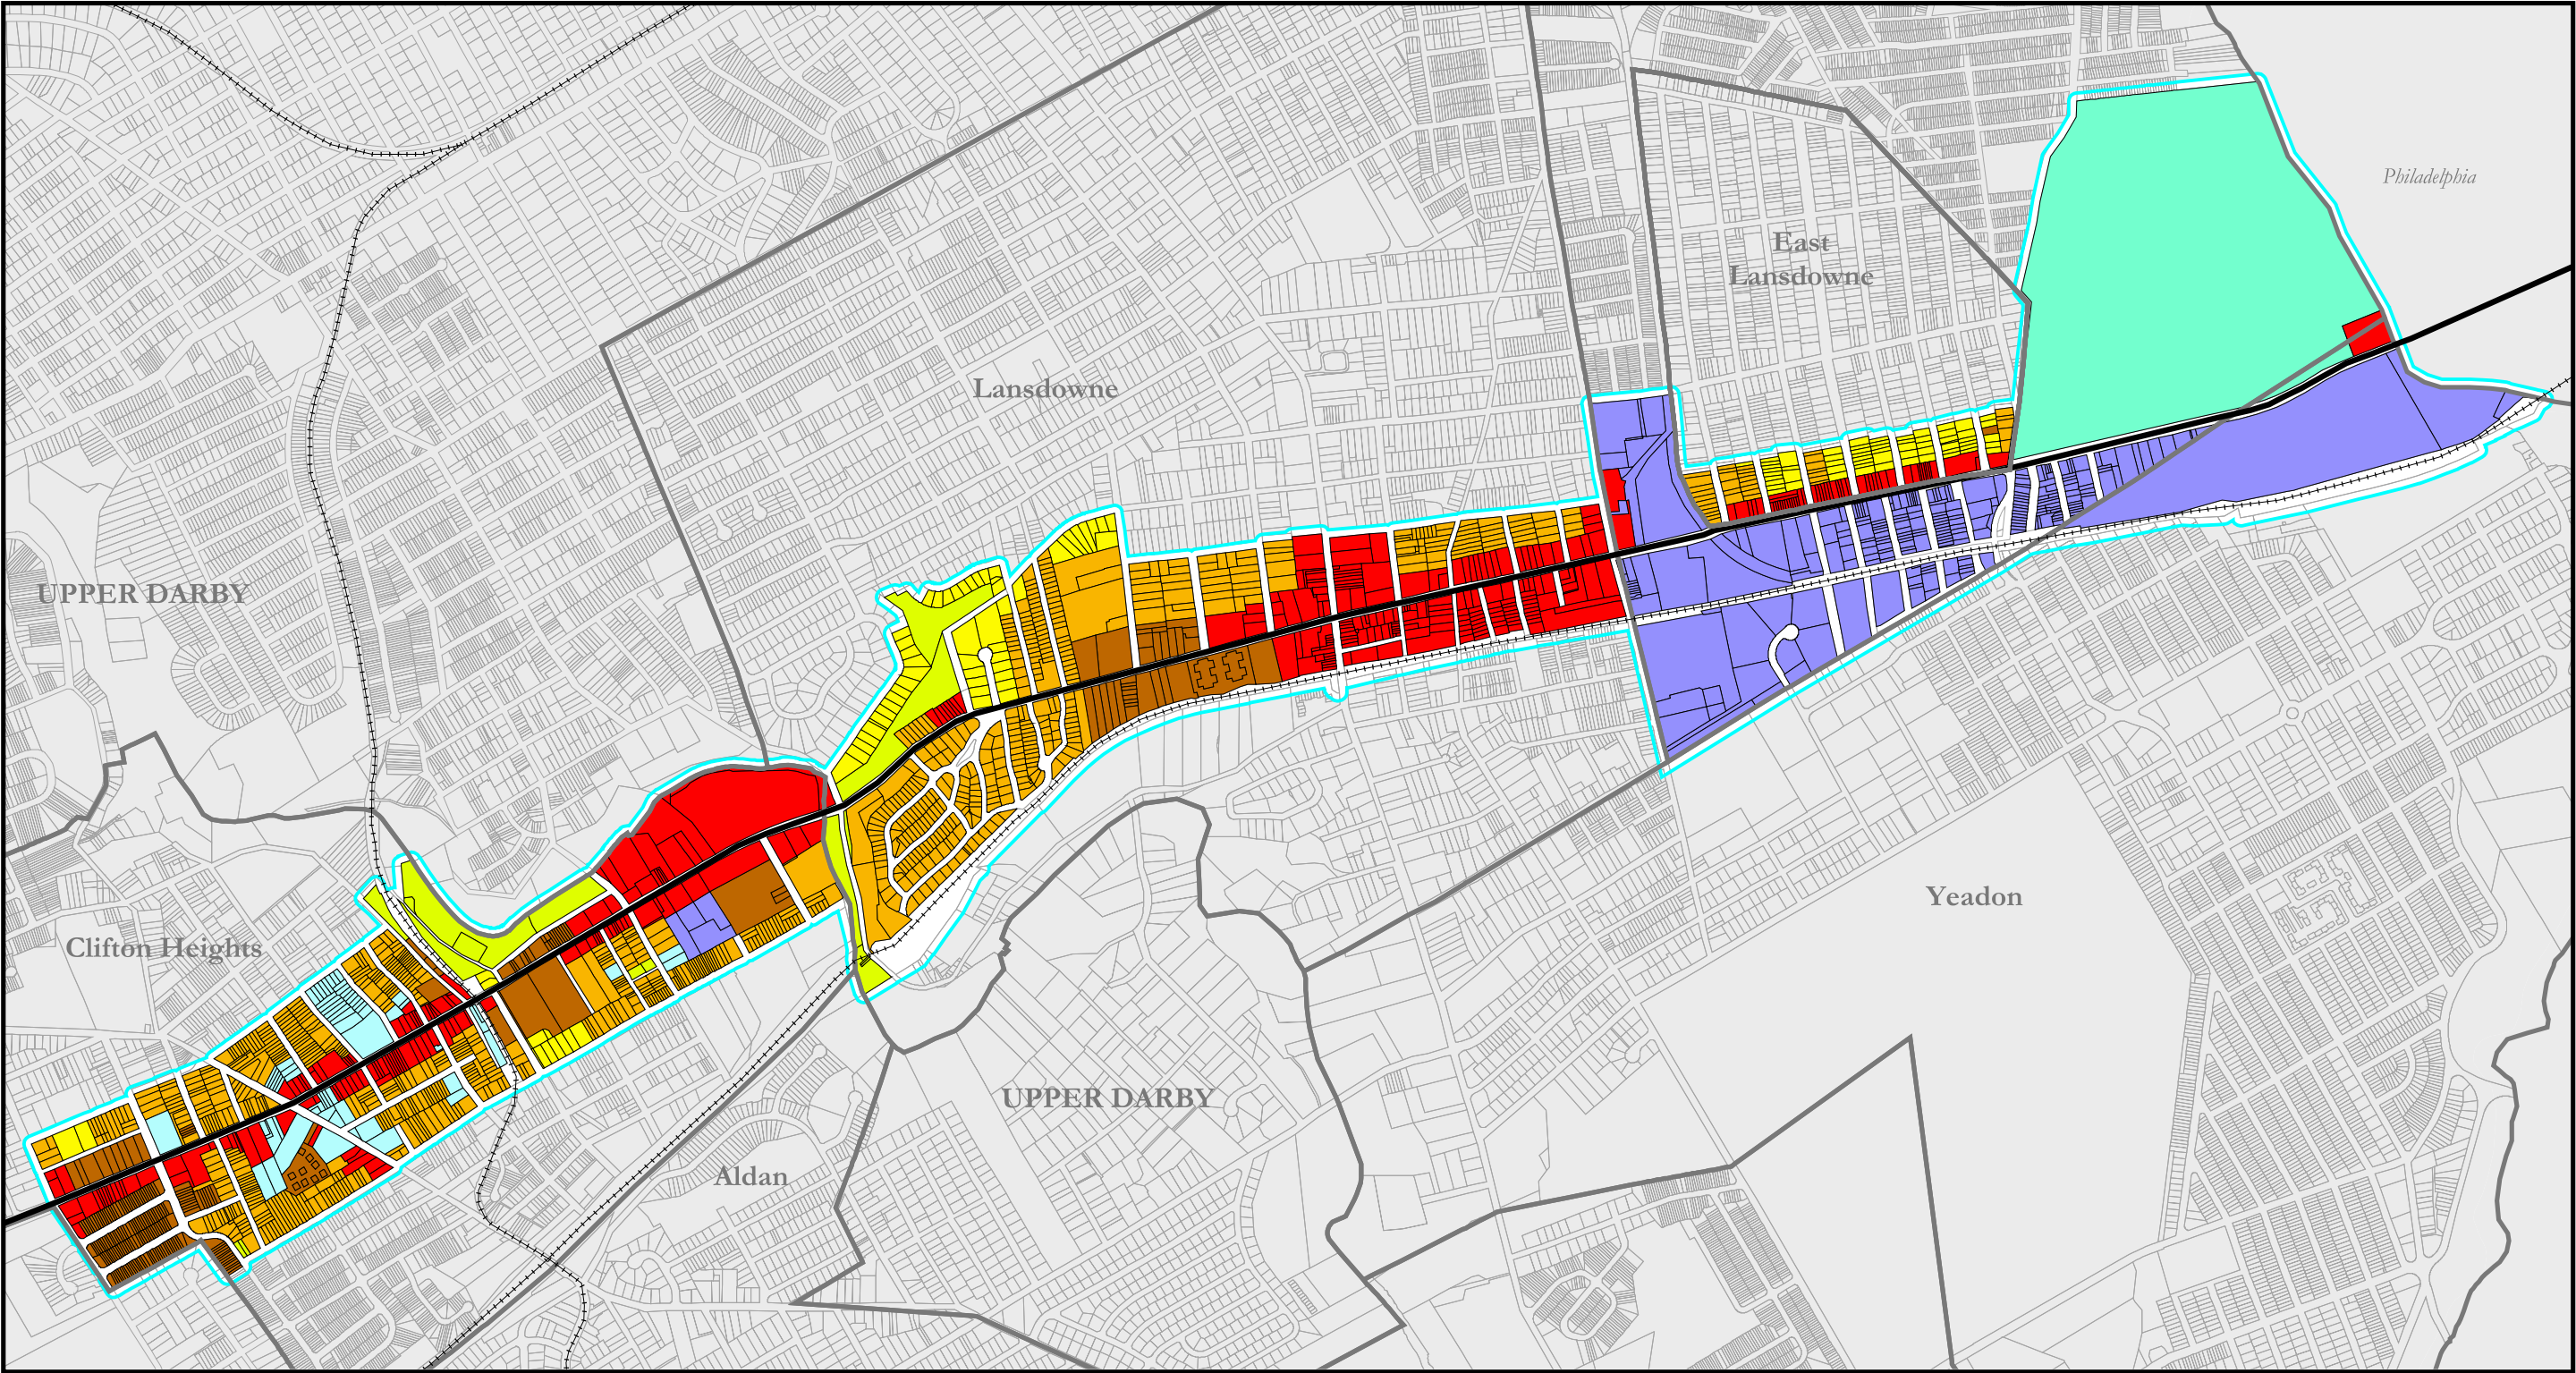 Philadelphia
East
Lansdowne
Lansdowne
UPPER DARBY
Yeadon
Clifton Heights
UPPER DARBY
Aldan